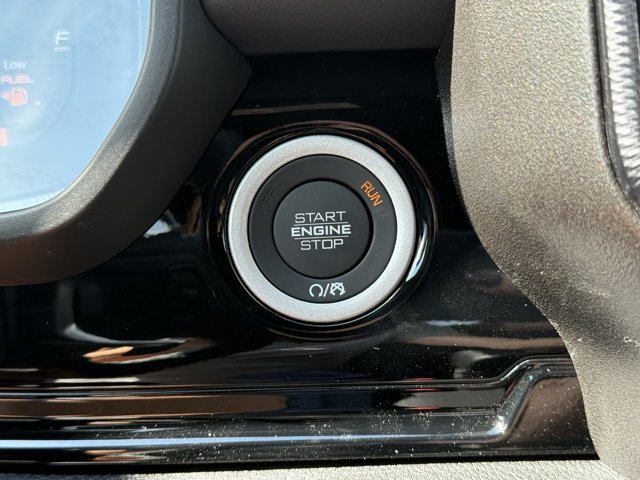 F
Low
FUEL
RUN
START
ENGINE
STOP